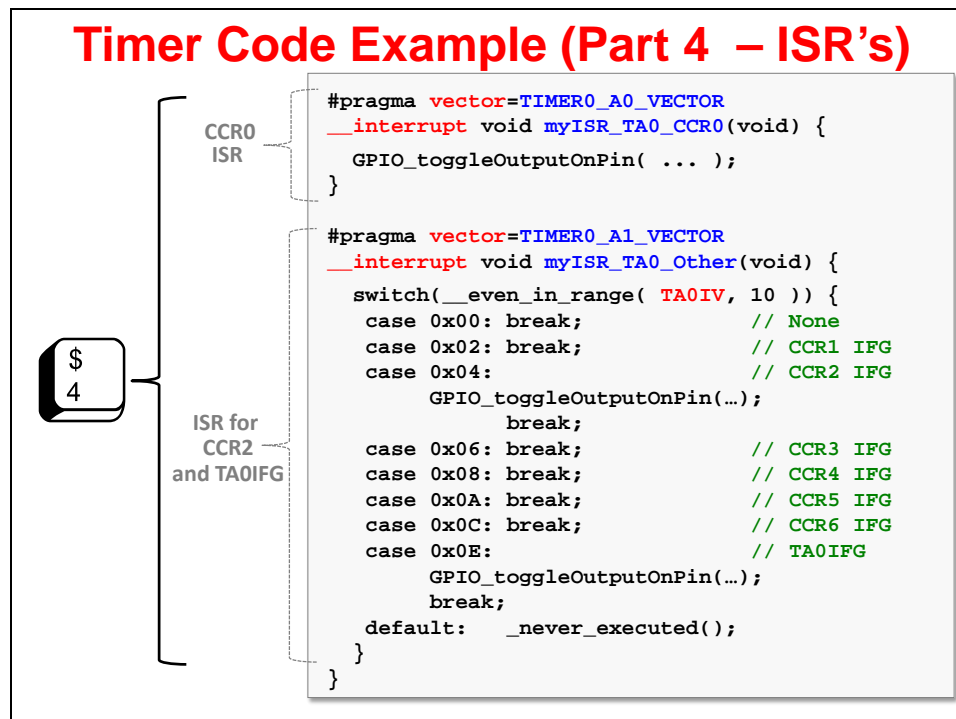 Timer Code Example (Part 4 – ISR's)
CCR0
ISR
#pragma vector=TIMER0_A0_VECTOR
__interrupt void myISR_TA0_CCR0(void) {
GPIO_toggleOutputOnPin( ... );
}
$
4
ISR for
CCR2
and TA0IFG
#pragma vector=TIMER0_A1_VECTOR
__interrupt void myISR_TA0_Other(void) {
switch(__even_in_range( TA0IV, 10 )) {
case 0x00: break; // None
case 0x02: break; // CCR1 IFG
case 0x04: // CCR2 IFG
GPIO_toggleOutputOnPin(…);
break;
case 0x06: break; // CCR3 IFG
case 0x08: break; // CCR4 IFG
case 0x0A: break; // CCR5 IFG
case 0x0C: break; // CCR6 IFG
case 0x0E: // TA0IFG
GPIO_toggleOutputOnPin(…);
break;
default: _never_executed();
}
}